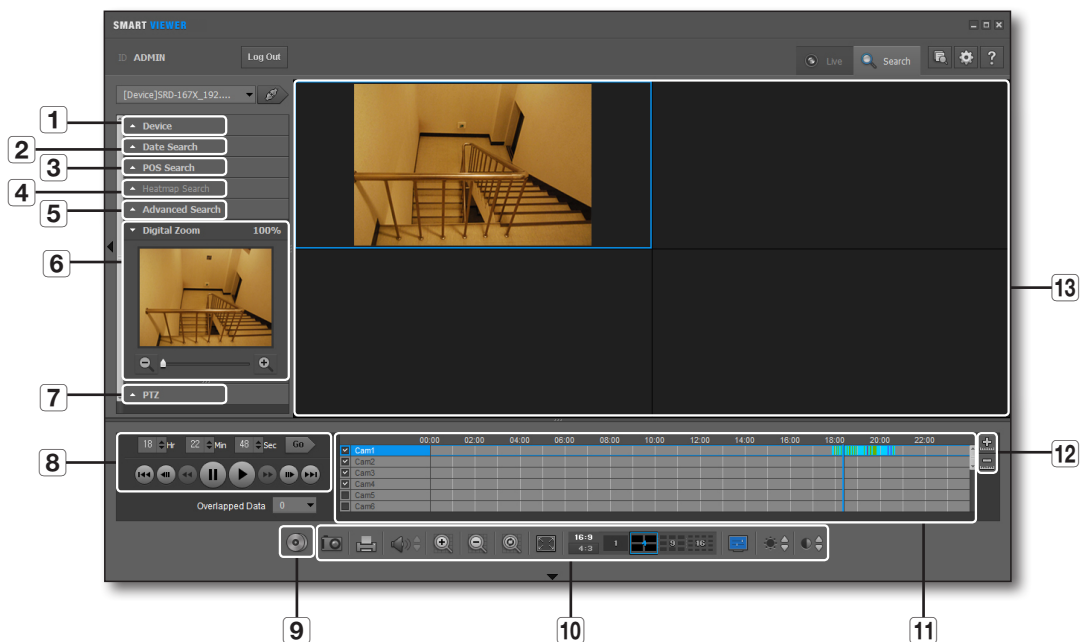 SMART VIEWER
ID ADMIN
Log Out
Live
Search
?
[Device]SRD-167X_192....
1
Device
2
Date Search
3
POS Search
4
Heatmap Search
5
Advanced Search
6
Digital Zoom 100%
7
PTZ
13
8
18 Hr 22 Min 48 Sec Go
Overlapped Data 0
00:00 02:00 04:00 06:00 08:00 10:00 12:00 14:00 16:00 18:00 20:00 22:00
Cam1
Cam2
Cam3
Cam4
Cam5
Cam6
12
16:9
4:3
1
4
9
16
9
10
11